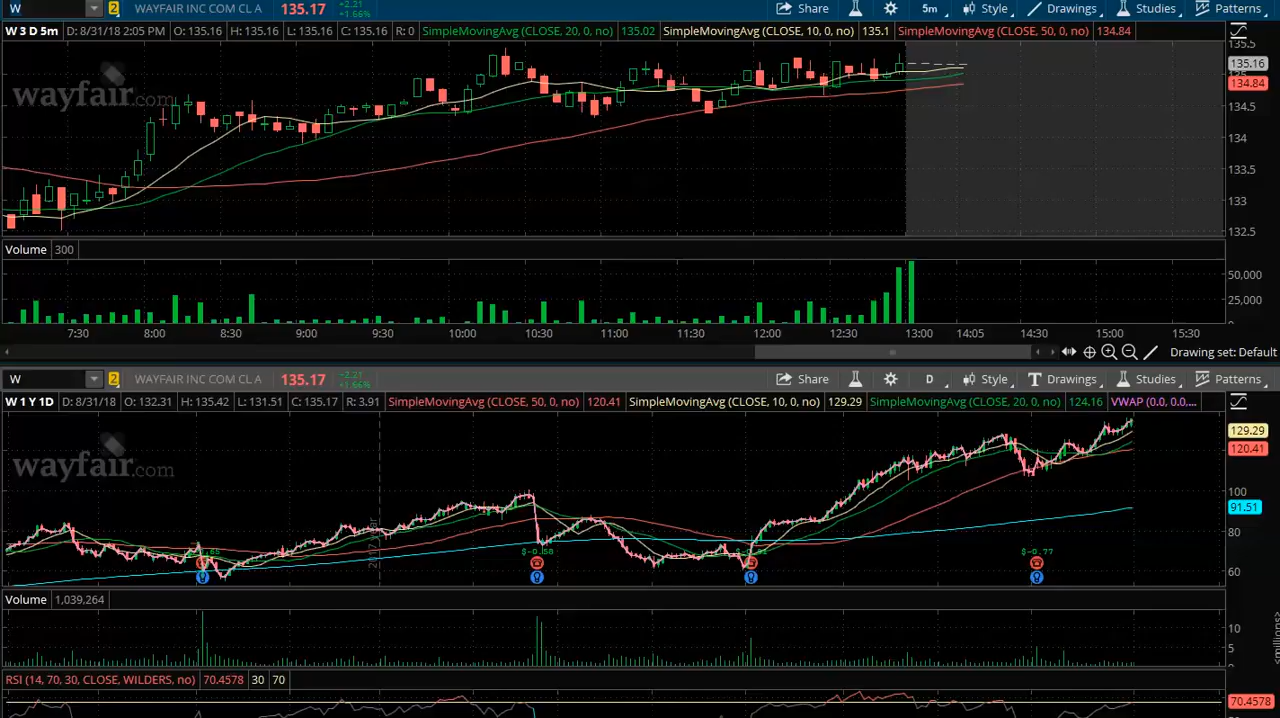 W 2 WAYFAIR INC COM CL A 135.17 +2.21 +1.66% Share 5m Style Drawings Studies Patterns
W 3 D 5m D: 8/31/18 2:05 PM O: 135.16 H: 135.16 L: 135.16 C: 135.16 R: 0 SimpleMovingAvg (CLOSE, 20, 0, no) 135.02 SimpleMovingAvg (CLOSE, 10, 0, no) 135.1 SimpleMovingAvg (CLOSE, 50, 0, no) 134.84
135.5
135.16
134.84
wayfair.com
134.5
134
133.5
133
132.5
Volume 300
50,000
25,000
7:30 8:00 8:30 9:00 9:30 10:00 10:30 11:00 11:30 12:00 12:30 13:00 14:05 14:30 15:00 15:30
Drawing set: Default
W 2 WAYFAIR INC COM CL A 135.17 +2.21 +1.66% Share D Style Drawings Studies Patterns
W 1 Y 1D D: 8/31/18 O: 132.31 H: 135.42 L: 131.51 C: 135.17 R: 3.91 SimpleMovingAvg (CLOSE, 50, 0, no) 120.41 SimpleMovingAvg (CLOSE, 10, 0, no) 129.29 SimpleMovingAvg (CLOSE, 20, 0, no) 124.16 VWAP (0.0, 0.0,...
129.29
120.41
wayfair.com
100
91.51
2017 year
80
$-0.58 $-0.77
60
Volume 1,039,264
10
5
<millions>
RSI (14, 70, 30, CLOSE, WILDERS, no) 70.4578 30 70
70.4578